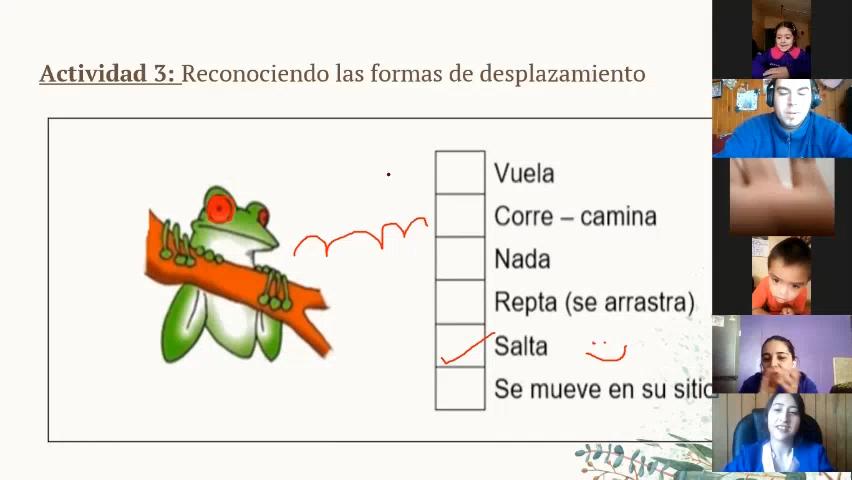 Actividad 3: Reconociendo las formas de desplazamiento
Vuela
Corre – camina
Nada
Repta (se arrastra)
Salta
Se mueve en su sitio